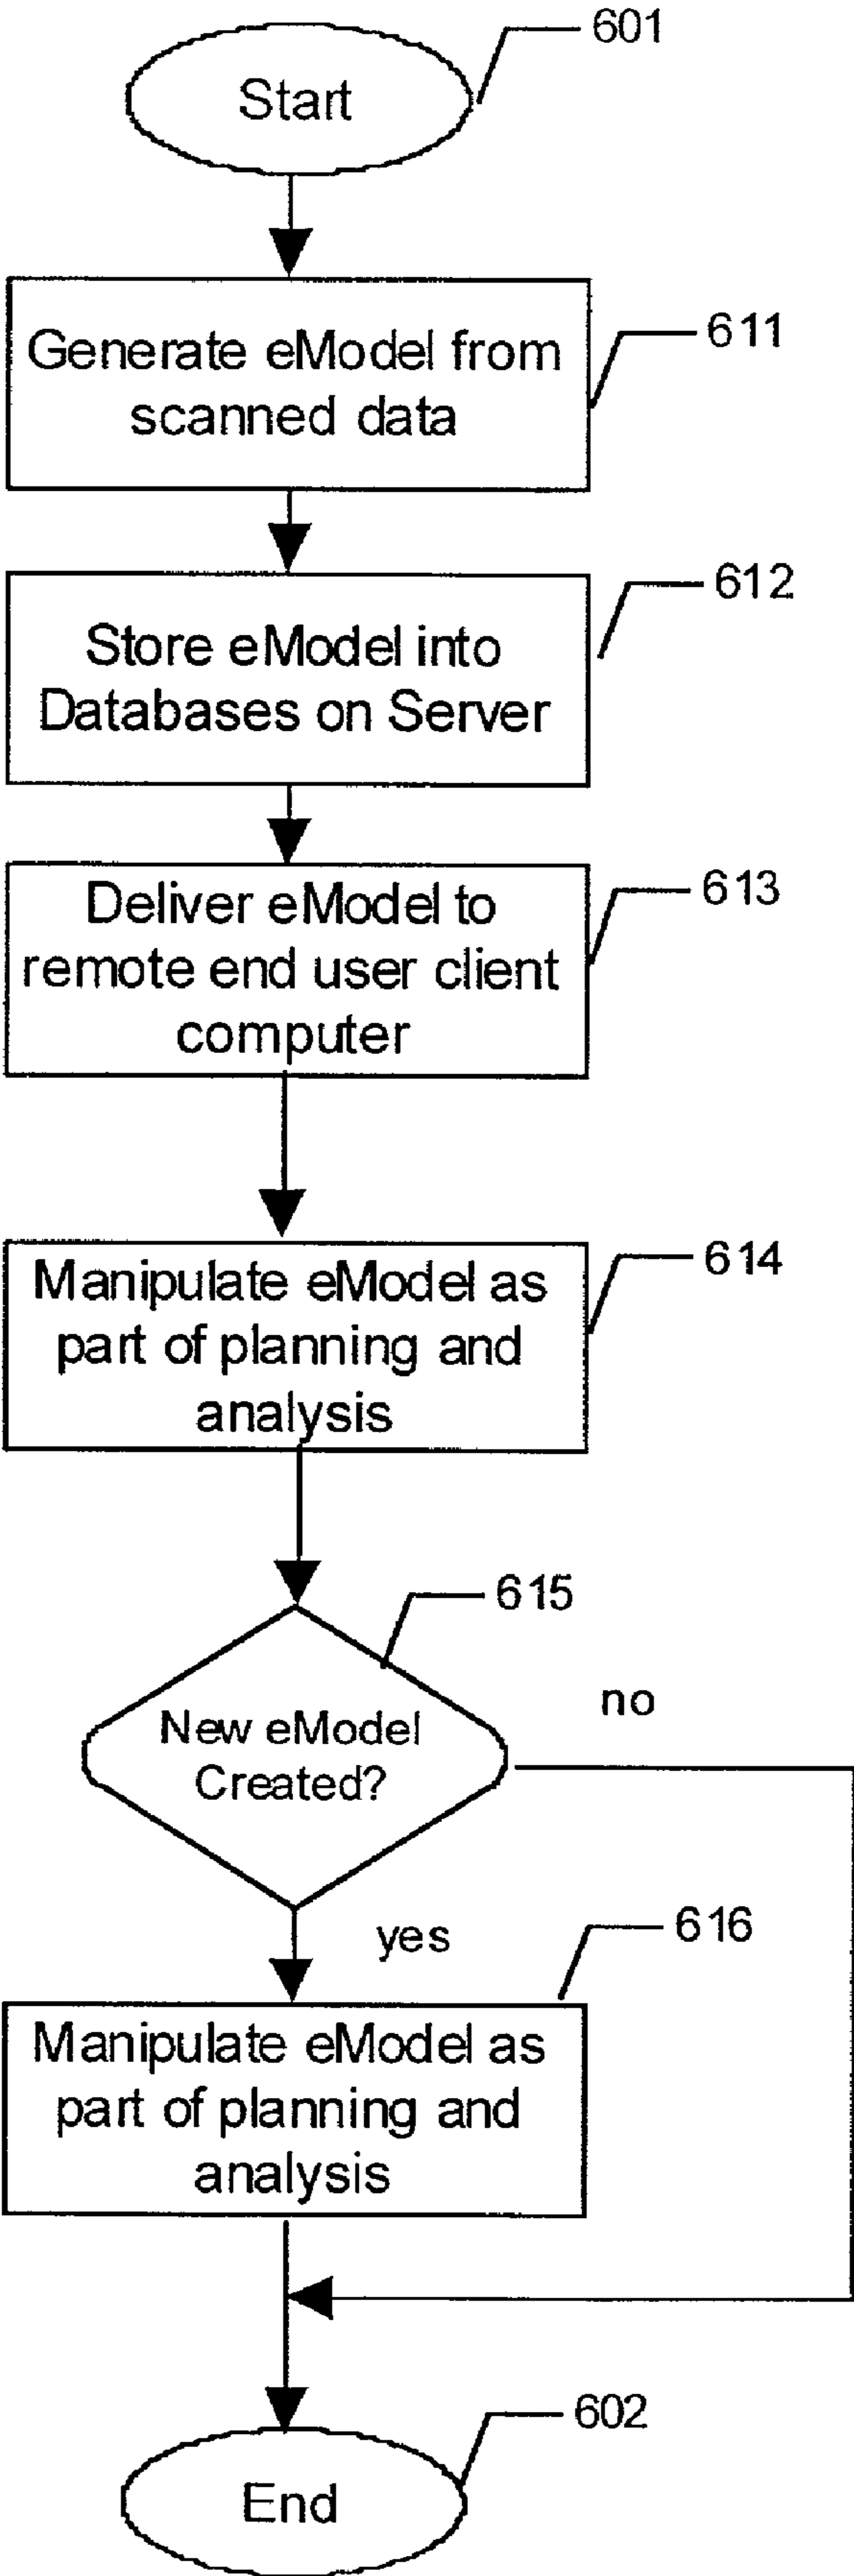 601
Start
611
Generate eModel from
scanned data
612
Store eModel into
Databases on Server
613
Deliver eModel to
remote end user client
computer
614
Manipulate eModel as
part of planning and
analysis
615
no
New eModel
Created?
yes
616
Manipulate eModel as
part of planning and
analysis
602
End